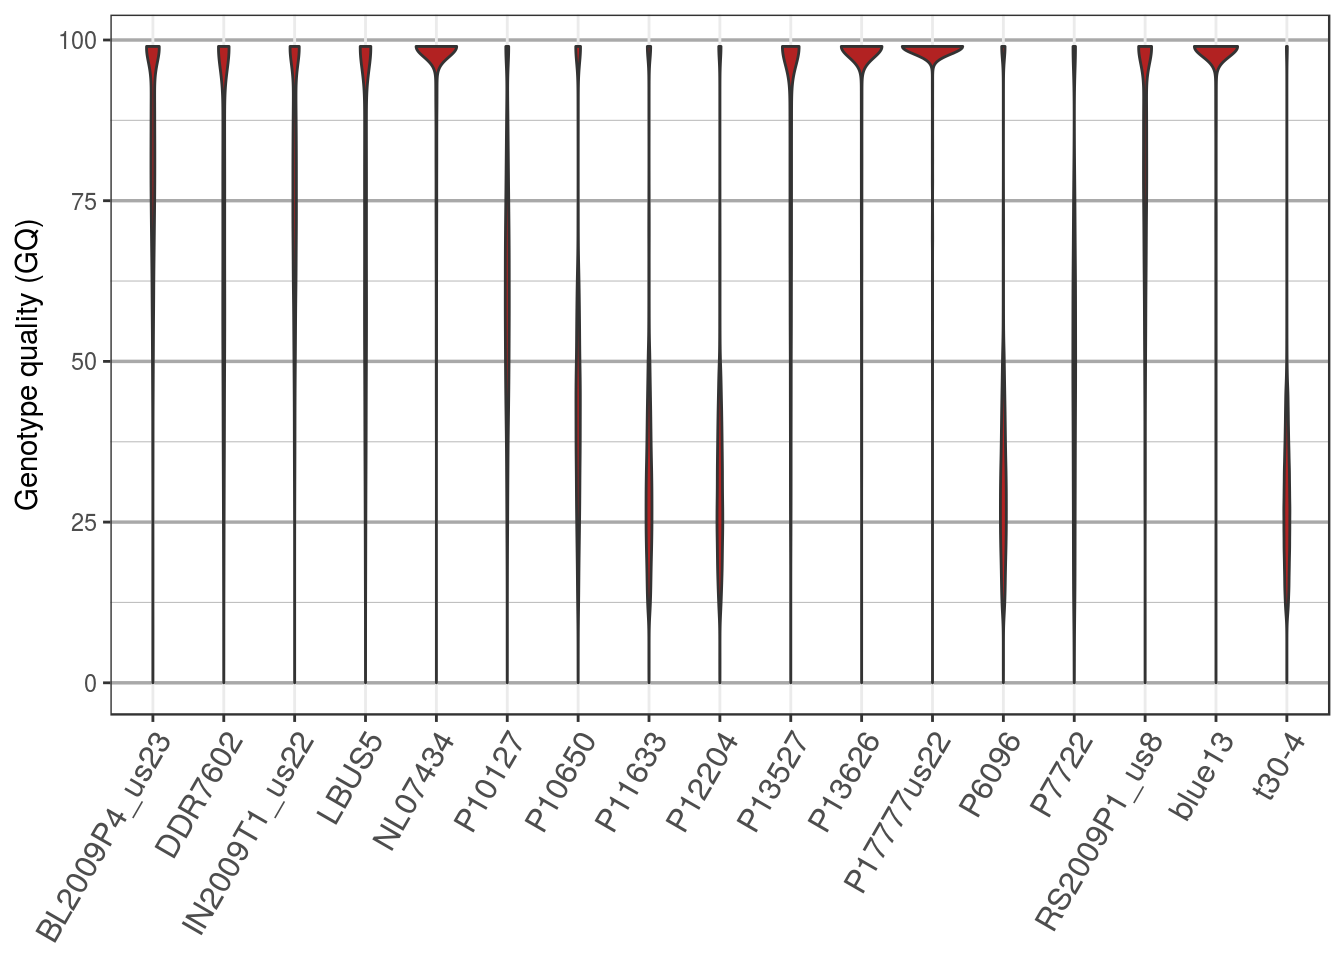 Genotype quality (GQ)
100
75
50
25
0
BL2009P4_us23
DDR7602
IN2009T1_us22
LBUS5
NL07434
P10127
P10650
P11633
P12204
P13527
P13626
P17777us22
P6096
P7722
RS2009P1_us8
blue13
t30-4